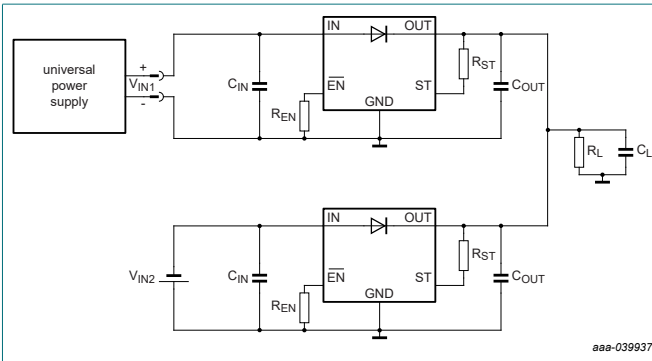 universal
power
supply
+
VIN1
-
CIN
REN
IN
OUT
EN
ST
GND
RST
COUT
RL
CL
VIN2
CIN
REN
IN
OUT
EN
ST
GND
RST
COUT
aaa-039937